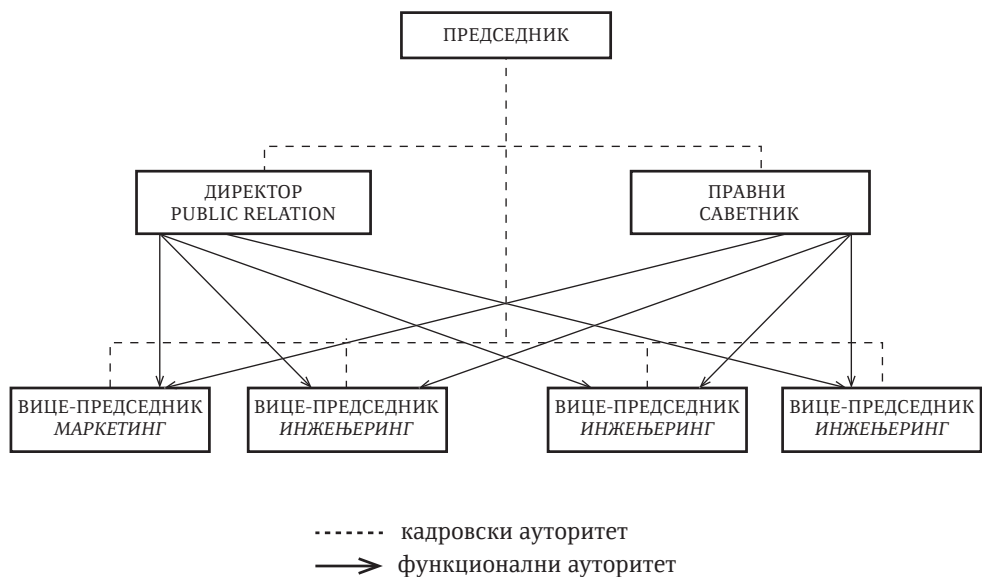 ПРЕДСЕДНИК
ДИРЕКТОР
PUBLIC RELATION
ПРАВНИ
САВЕТНИК
ВИЦЕ-ПРЕДСЕДНИК
МАРКЕТИНГ
ВИЦЕ-ПРЕДСЕДНИК
ИНЖЕЊЕРИНГ
ВИЦЕ-ПРЕДСЕДНИК
ИНЖЕЊЕРИНГ
ВИЦЕ-ПРЕДСЕДНИК
ИНЖЕЊЕРИНГ
кадровски ауторитет
функционални ауторитет